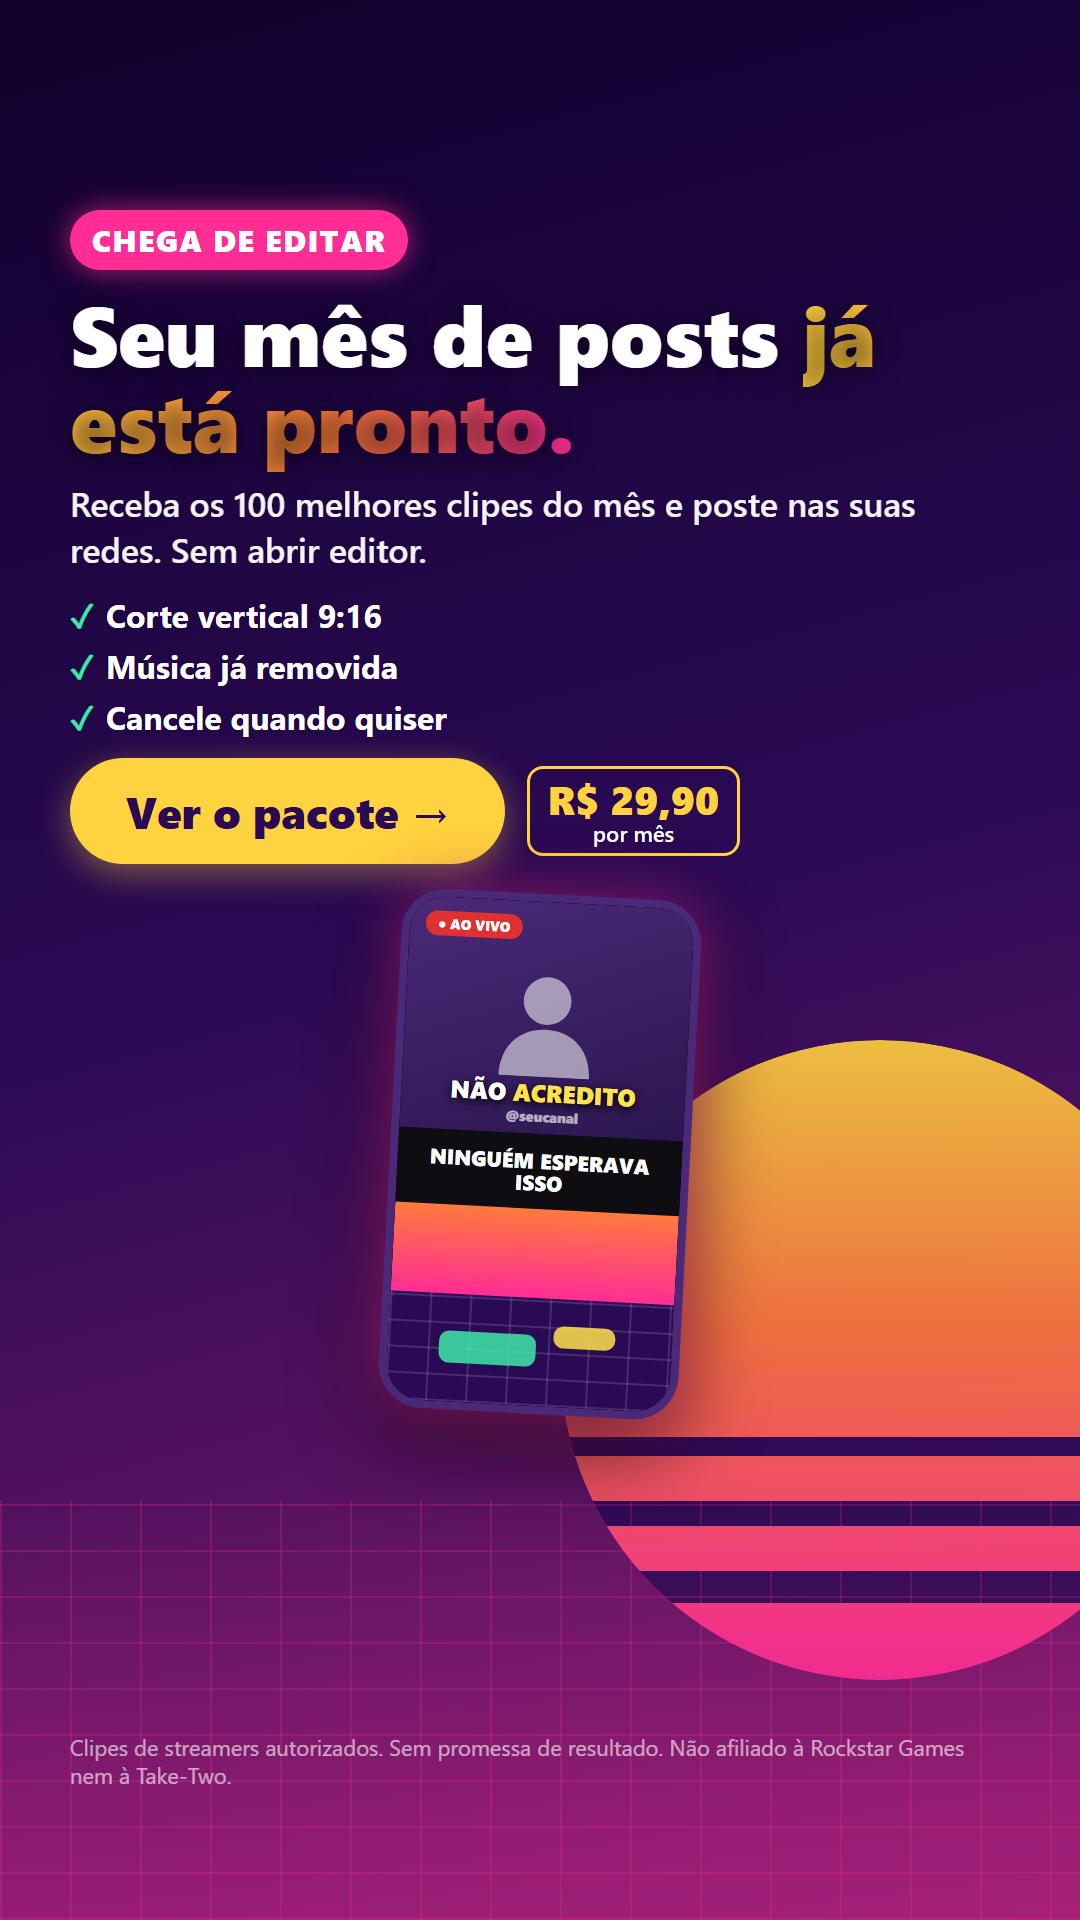 CHEGA DE EDITAR
Seu mês de posts já
está pronto.
Receba os 100 melhores clipes do mês e poste nas suas
redes. Sem abrir editor.
✓ Corte vertical 9:16
✓ Música já removida
✓ Cancele quando quiser
Ver o pacote →
R$ 29,90
por mês
● AO VIVO
NÃO ACREDITO
@seucanal
NINGUÉM ESPERAVA
ISSO
Clipes de streamers autorizados. Sem promessa de resultado. Não afiliado à Rockstar Games
nem à Take-Two.